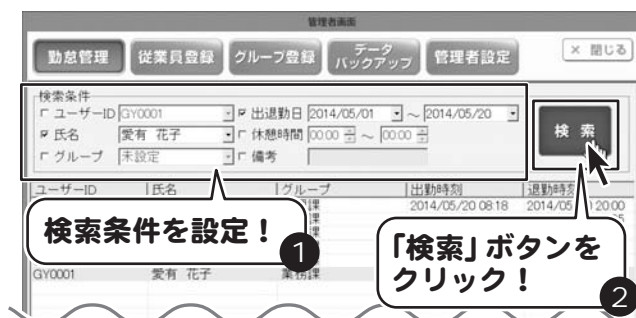 管理者画面
勤怠管理 従業員登録 グループ登録 データバックアップ 管理者設定 × 閉じる
検索条件
ユーザーID GY0001 出退勤日 2014/05/01 ～ 2014/05/20
氏名 愛有 花子 休憩時間 00:00 ～ 00:00
グループ 未設定 備考
検索
ユーザーID 氏名 グループ 出勤時刻 退勤時刻
2014/05/20 08:18 2014/05 20:00
検索条件を設定！
1
「検索」ボタンを
クリック！
2
GY0001 愛有 花子 業務課